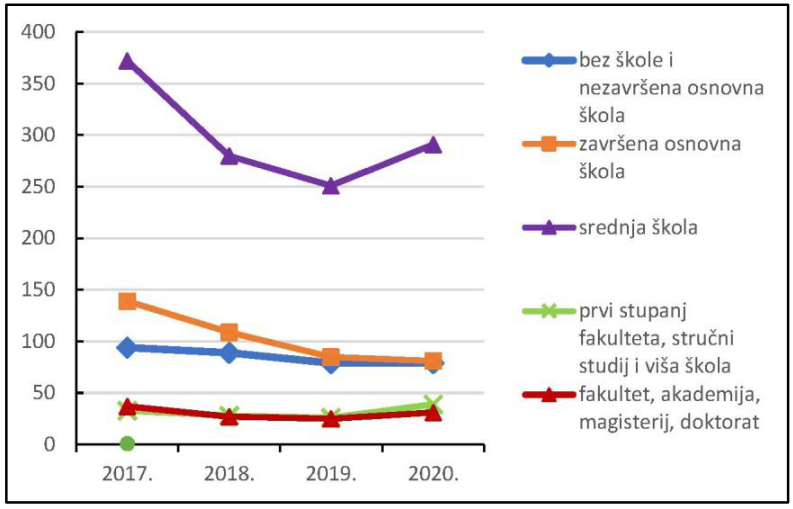 400
350
300
250
200
150
100
50
0
2017. 2018. 2019. 2020.
bez škole i
nezavršena osnovna
škola
završena osnovna
škola
srednja škola
prvi stupanj
fakulteta, stručni
studij i viša škola
fakultet, akademija,
magisterij, doktorat